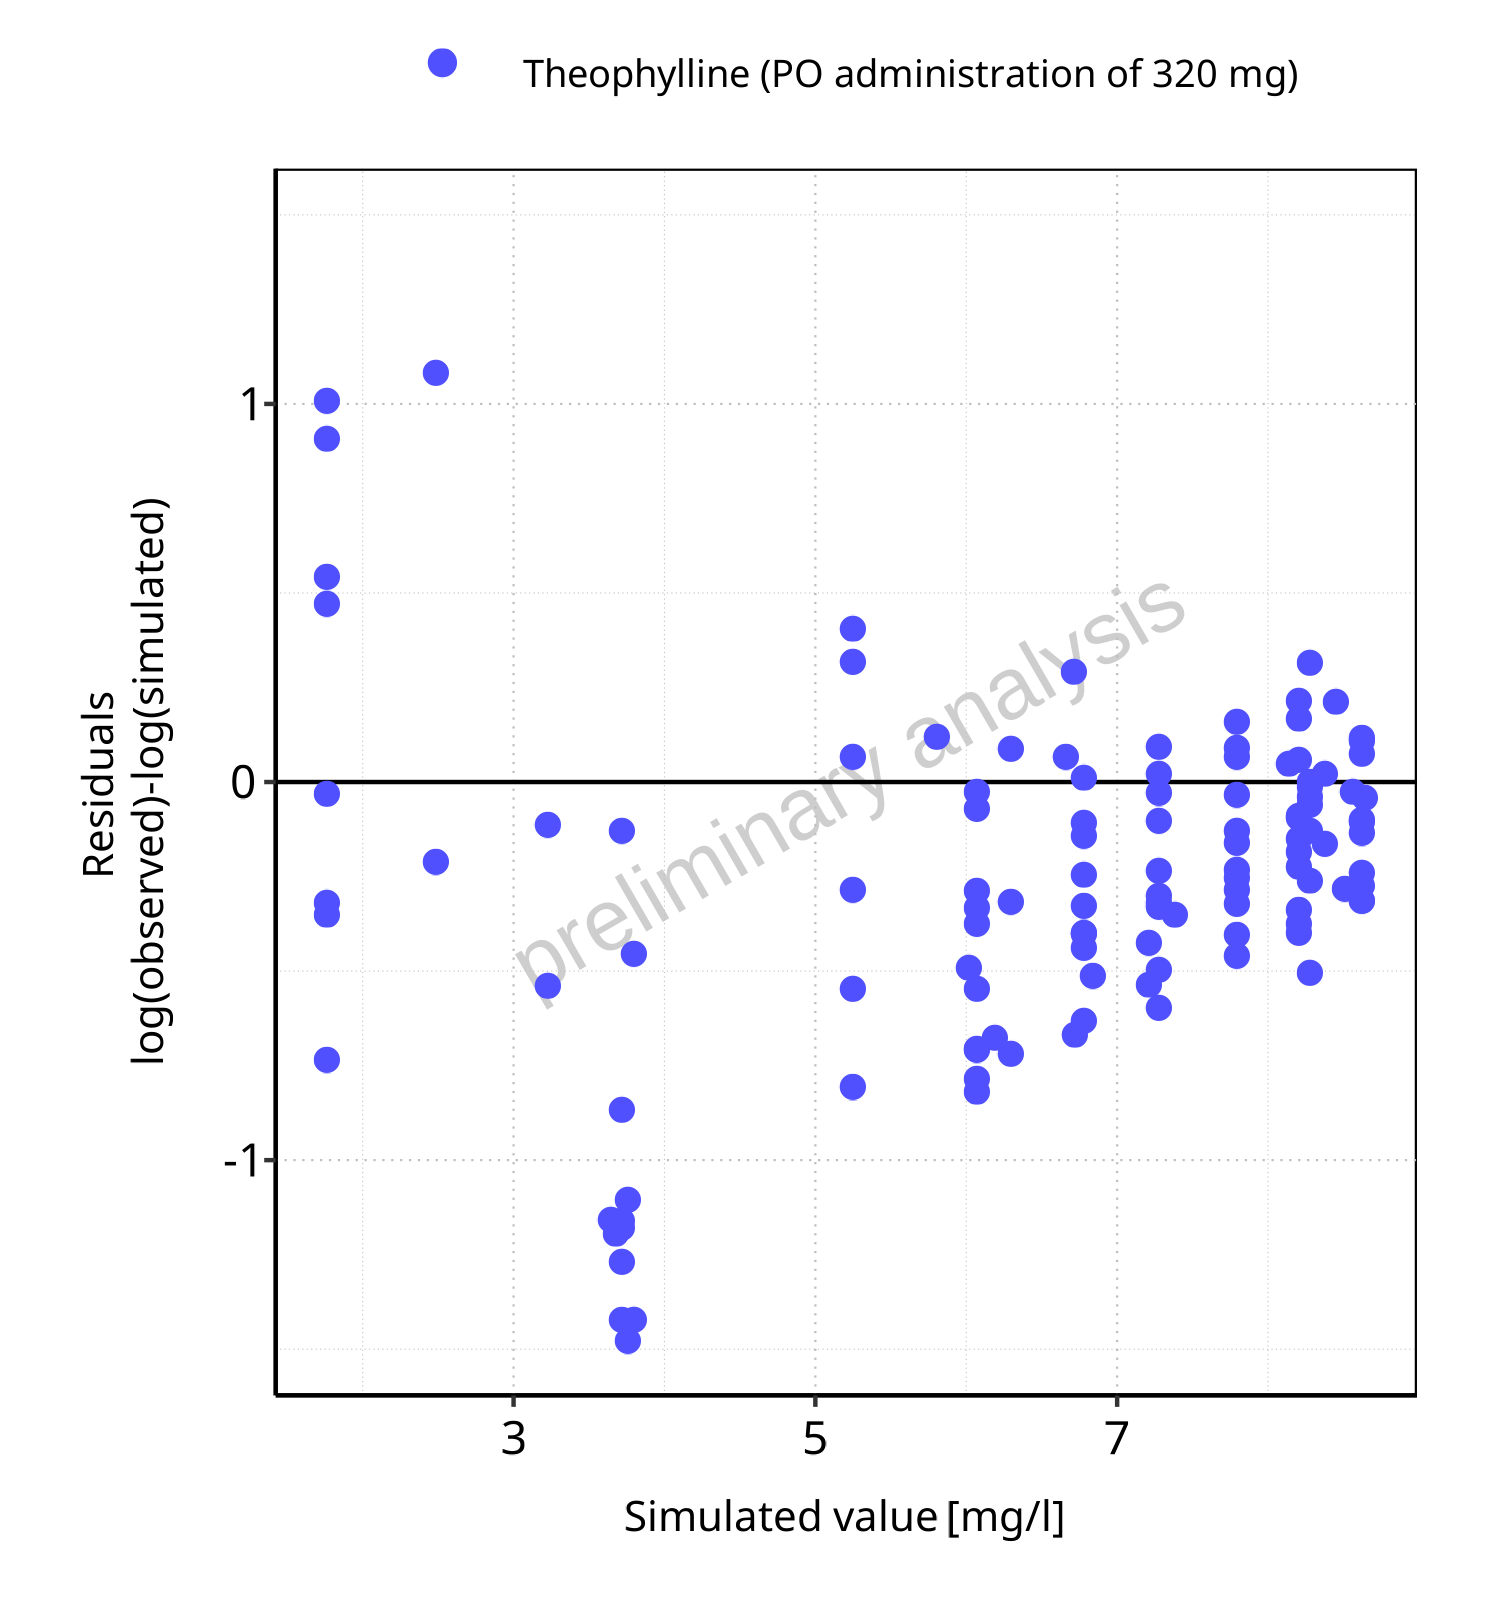 Theophylline (PO administration of 320 mg)
Residuals
log(observed)-log(simulated)
1
0
-1
preliminary analysis
3 5 7
Simulated value [mg/l]